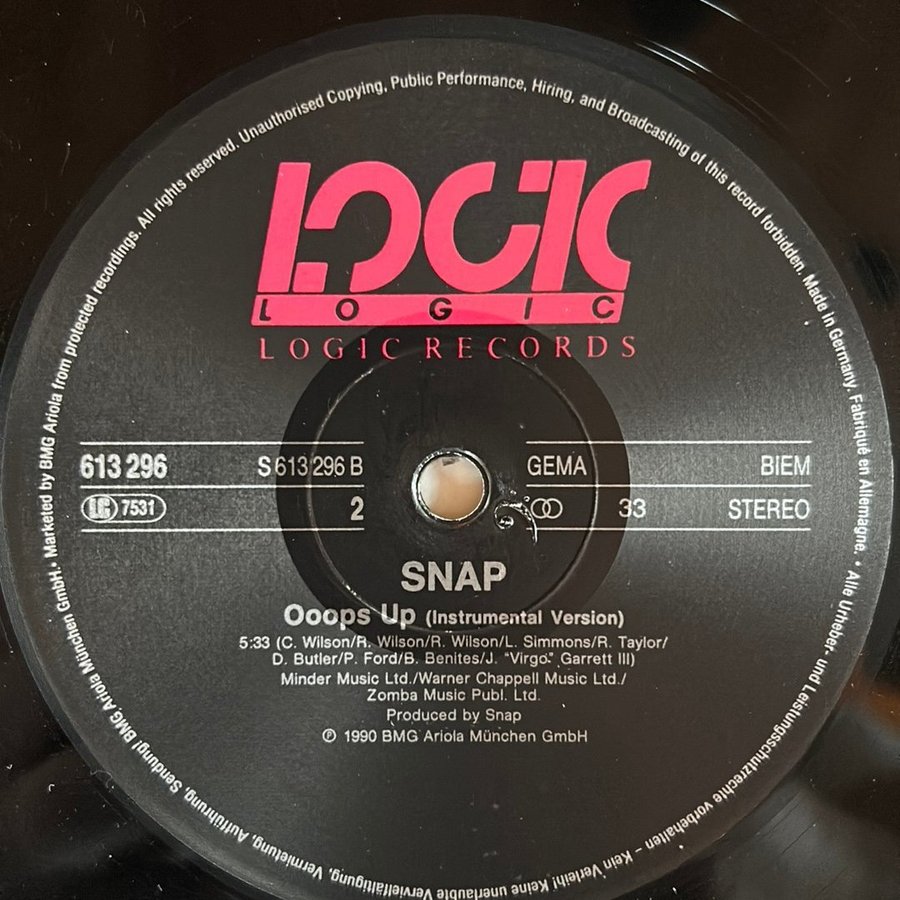 Marketed by BMG Ariola from protected recordings. All rights reserved. Unauthorised Copying, Public Performance, Hiring, and Broadcasting of this record forbidden. Made in Germany. Fabriqué en Allemagne.
LOGIC
LOGIC
LOGIC RECORDS
613 296 S 613 296 B GEMA BIEM
LC 7531 2 33 STEREO
SNAP
Ooops Up (Instrumental Version)
5:33 (C. Wilson/R. Wilson/R. Wilson/L. Simmons/R. Taylor/
D. Butler/P. Ford/B. Benites/J. "Virgo" Garrett III)
Minder Music Ltd./Warner Chappell Music Ltd./
Zomba Music Publ. Ltd.
Produced by Snap
℗ 1990 BMG Ariola München GmbH
• Alle Urheber- und Leistungsschutzrechte vorbehalten - Kein Verleih! Keine unerlaubte Vervielfältigung, Vermietung, Aufführung, Sendung! BMG Ariola München GmbH. •